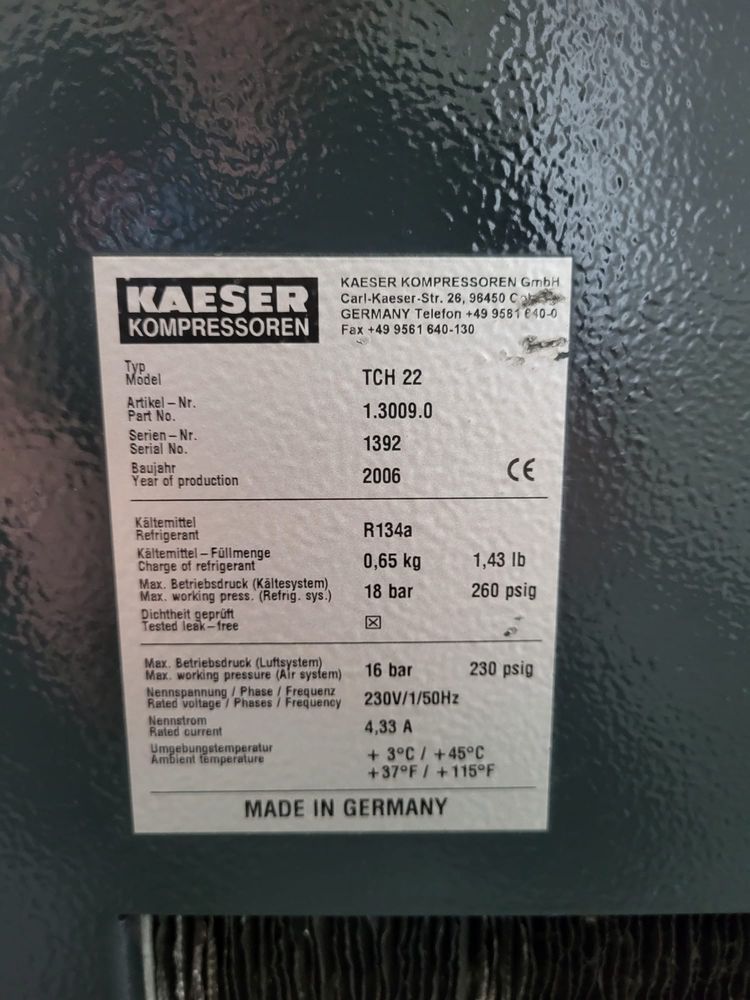 KAESER
KOMPRESSOREN
KAESER KOMPRESSOREN GmbH
Carl-Kaeser-Str. 26, 96450
GERMANY Telefon +49 9561 640-0
Fax +49 9561 640-130
Typ
Model
TCH 22
Artikel – Nr.
Part No.
1.3009.0
Serien – Nr.
Serial No.
1392
Baujahr
Year of production
2006
CE
Kältemittel
Refrigerant
R134a
Kältemittel – Füllmenge
Charge of refrigerant
0,65 kg 1,43 lb
Max. Betriebsdruck (Kältesystem)
Max. working press. (Refrig. sys.)
18 bar 260 psig
Dichtheit geprüft
Tested leak – free
☒
Max. Betriebsdruck (Luftsystem)
Max. working pressure (Air system)
16 bar 230 psig
Nennspannung / Phase / Frequenz
Rated voltage / Phases / Frequency
230V/1/50Hz
Nennstrom
Rated current
4,33 A
Umgebungstemperatur
Ambient temperature
+ 3°C / +45°C
+37°F / +115°F
MADE IN GERMANY